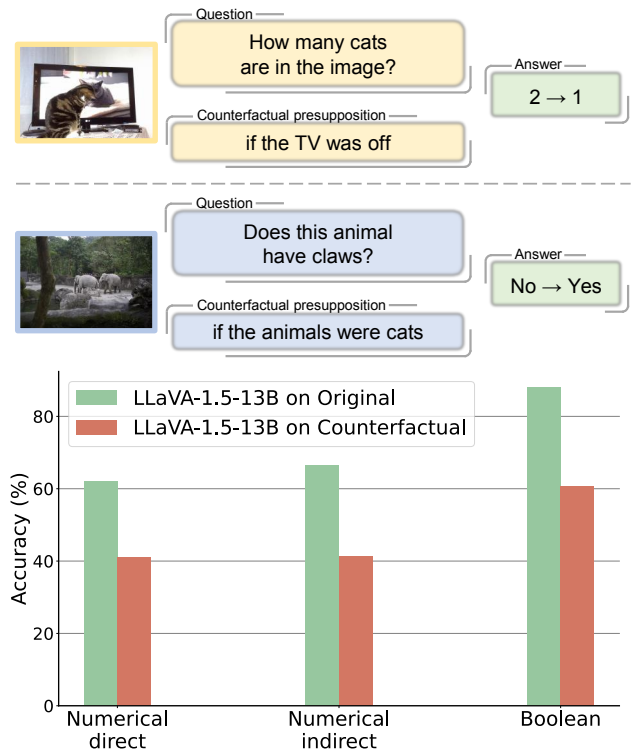 Question
How many cats
are in the image?
Answer
2 → 1
Counterfactual presupposition
if the TV was off
Question
Does this animal
have claws?
Answer
No → Yes
Counterfactual presupposition
if the animals were cats
LLaVA-1.5-13B on Original
LLaVA-1.5-13B on Counterfactual
Accuracy (%)
80
60
40
20
0
Numerical
direct
Numerical
indirect
Boolean